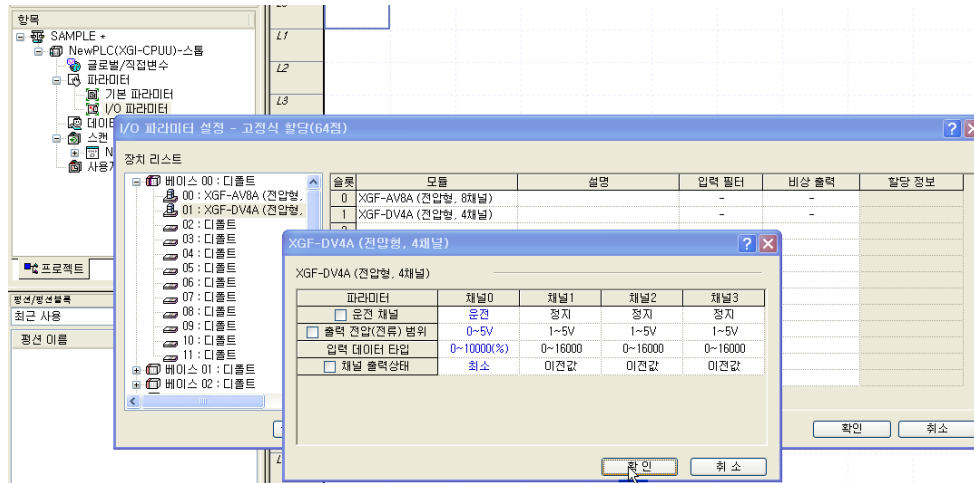 항목
SAMPLE *
NewPLC(XGI-CPUU)-스톱
글로벌/직접변수
파라미터
기본 파라미터
I/O 파라미터
스캔
L1
L2
L3
I/O 파라미터 설정 - 고정식 할당(64점)
장치 리스트
베이스 00 : 디폴트
00 : XGF-AV8A (전압형,
01 : XGF-DV4A (전압형,
02 : 디폴트
03 : 디폴트
04 : 디폴트
05 : 디폴트
06 : 디폴트
07 : 디폴트
08 : 디폴트
09 : 디폴트
10 : 디폴트
11 : 디폴트
베이스 01 : 디폴트
베이스 02 : 디폴트
슬롯 모듈 설명 입력 필터 비상 출력 할당 정보
0 XGF-AV8A (전압형, 8채널) - -
1 XGF-DV4A (전압형, 4채널) - -
XGF-DV4A (전압형, 4채널)
XGF-DV4A (전압형, 4채널)
파라미터 채널0 채널1 채널2 채널3
운전 채널 운전 정지 정지 정지
출력 전압(전류) 범위 0~5V 1~5V 1~5V 1~5V
입력 데이터 타입 0~10000(%) 0~16000 0~16000 0~16000
채널 출력상태 최소 이전값 이전값 이전값
확인 취소
확인 취소
프로젝트
평션/평션블록
최근 사용
평션 이름